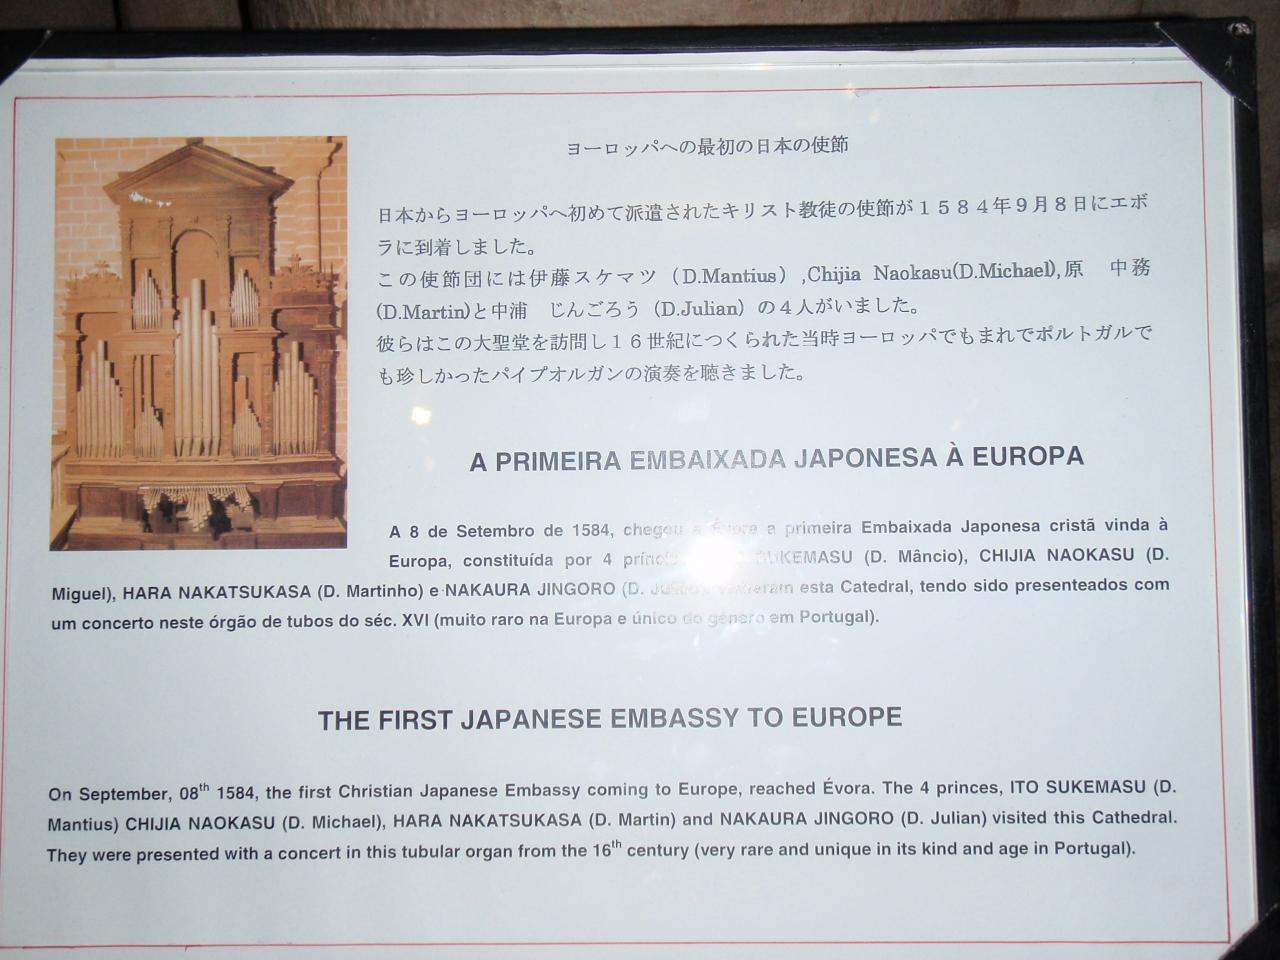 ヨーロッパへの最初の日本の使節
日本からヨーロッパへ初めて派遣されたキリスト教徒の使節が１５８４年９月８日にエボ
ラに到着しました。
この使節団には伊藤スケマツ（D.Mantius）,Chijia Naokasu(D.Michael),原　中務
(D.Martin)と中浦　じんごろう（D.Julian）の４人がいました。
彼らはこの大聖堂を訪問し１６世紀につくられた当時ヨーロッパでもまれでポルトガルで
も珍しかったパイプオルガンの演奏を聴きました。
A PRIMEIRA EMBAIXADA JAPONESA À EUROPA
A 8 de Setembro de 1584, chegou a Évora a primeira Embaixada Japonesa cristã vinda à
Europa, constituída por 4 SUKEMASU (D. Mâncio), CHIJIA NAOKASU (D.
Miguel), HARA NAKATSUKASA (D. Martinho) e NAKAURA JINGORO (D. esta Catedral, tendo sido presenteados com
um concerto neste órgão de tubos do séc. XVI (muito raro na Europa e único do género em Portugal).
THE FIRST JAPANESE EMBASSY TO EUROPE
On September, 08th 1584, the first Christian Japanese Embassy coming to Europe, reached Évora. The 4 princes, ITO SUKEMASU (D.
Mantius) CHIJIA NAOKASU (D. Michael), HARA NAKATSUKASA (D. Martin) and NAKAURA JINGORO (D. Julian) visited this Cathedral.
They were presented with a concert in this tubular organ from the 16th century (very rare and unique in its kind and age in Portugal).